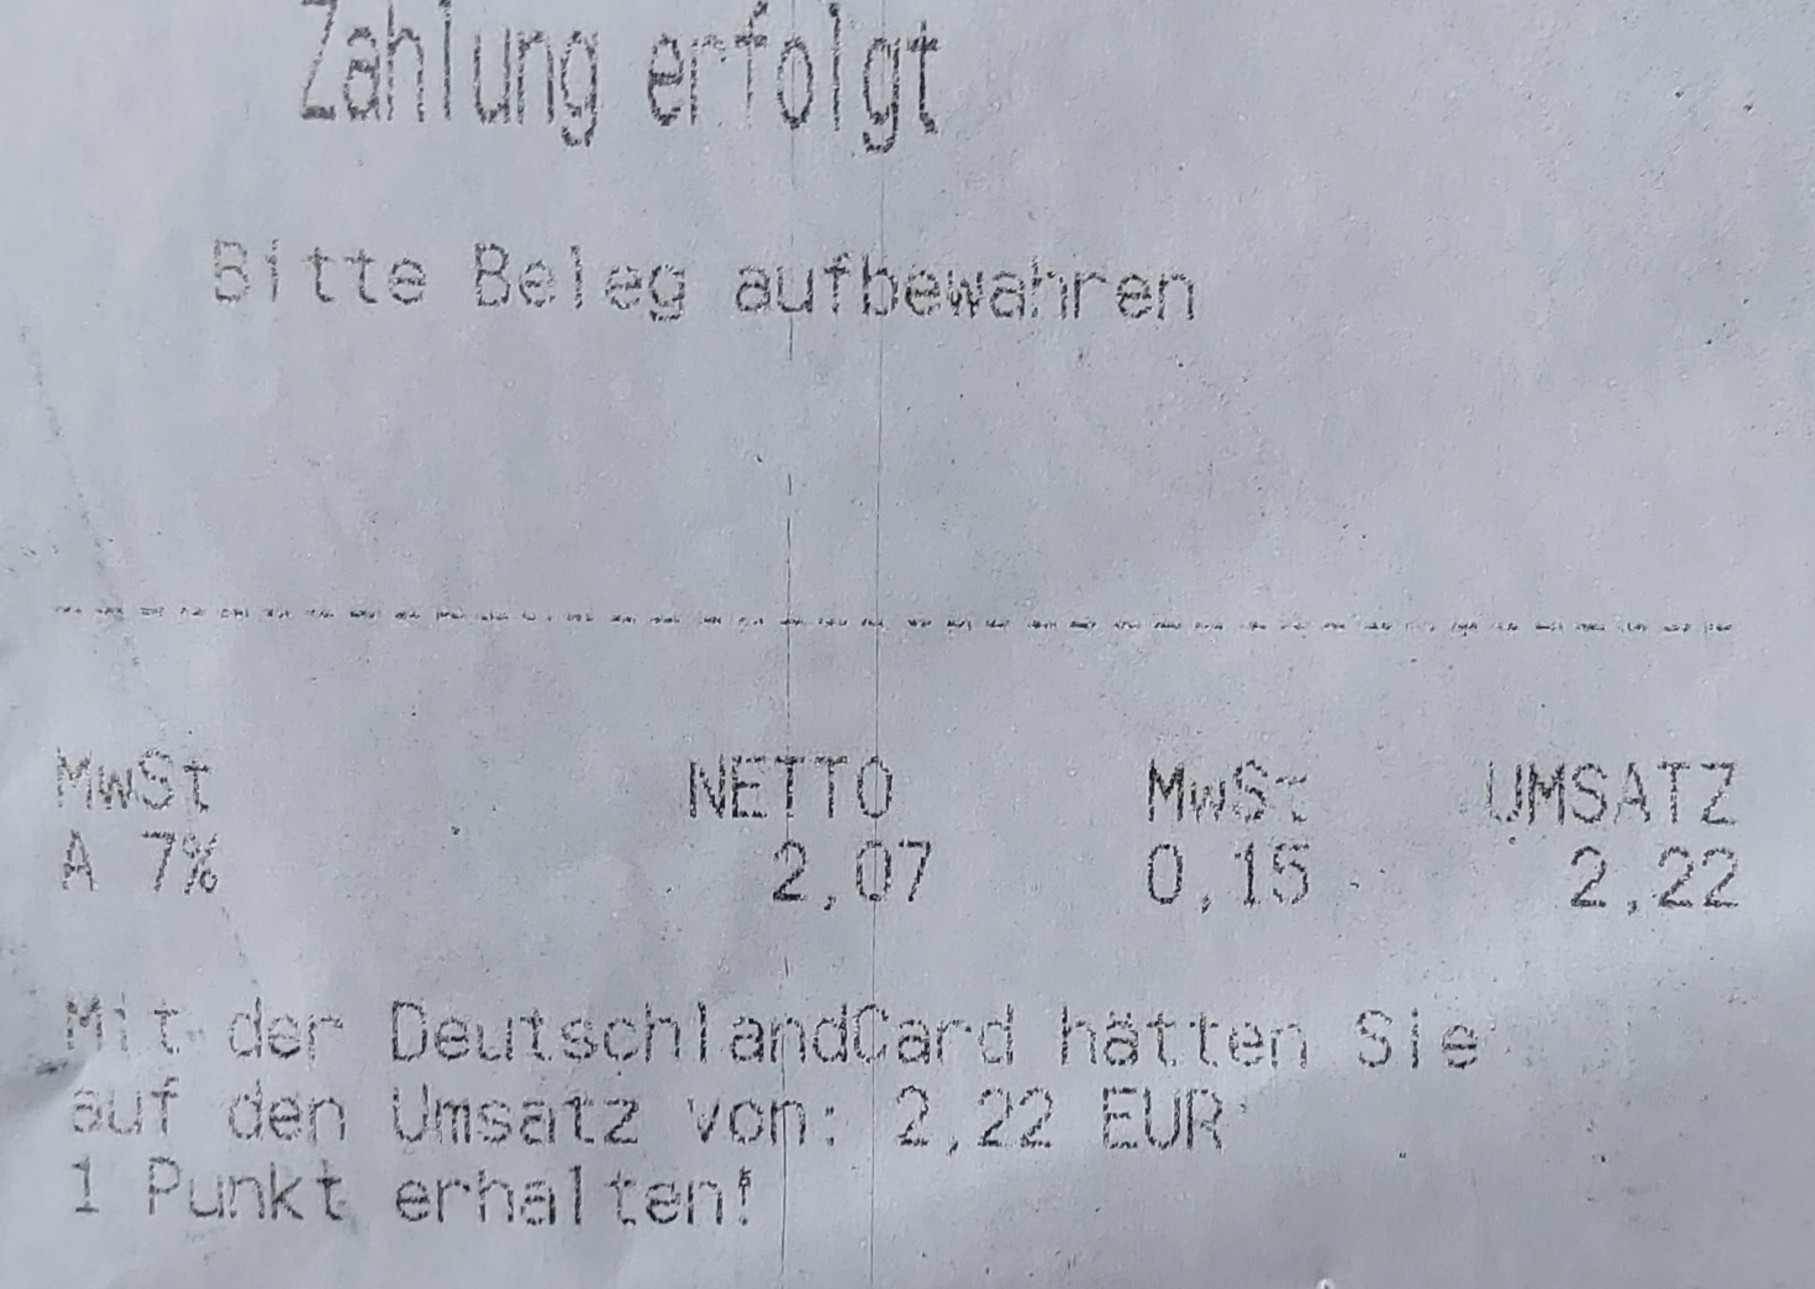 Zahlung erfolgt
Bitte Beleg aufbewahren
MwSt NETTO MwSt UMSATZ
A 7% 2,07 0,15 2,22
Mit der DeutschlandCard hätten Sie
auf den Umsatz von: 2,22 EUR
1 Punkt erhalten!